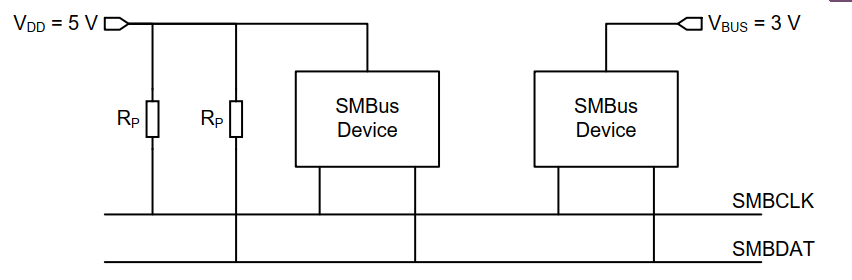 VDD = 5 V
VBUS = 3 V
RP
RP
SMBus
Device
SMBus
Device
SMBCLK
SMBDAT